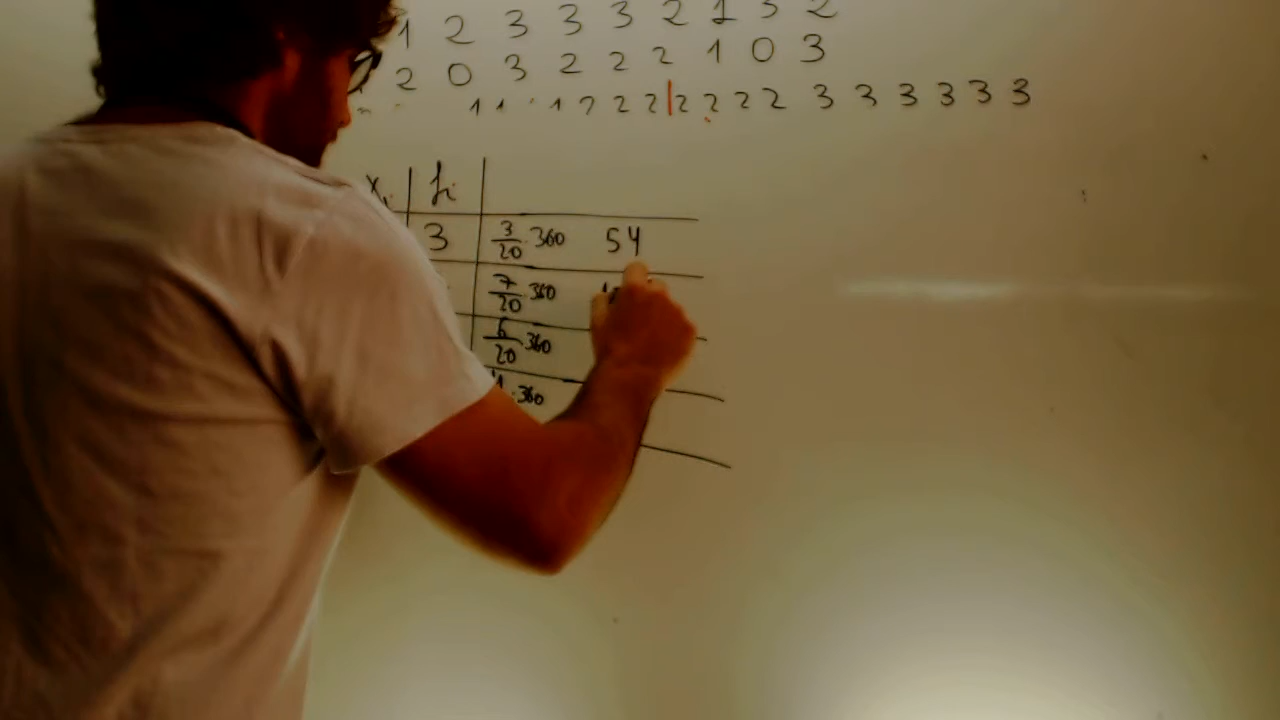 1 2 3 3 3 2 1 3 2
2 0 3 2 2 2 1 0 3
1 1 1 2 2 2 | 2 2 2 2 3 3 3 3 3 3
xi fi
3 3/20 · 360 54
7/20 · 360
6/20 · 360
· 360